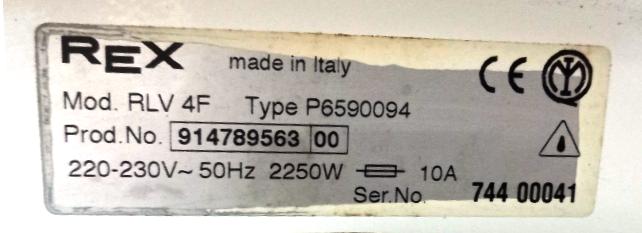 REX made in Italy CE
Mod. RLV 4F Type P6590094
Prod.No. 914789563 00
220-230V~ 50Hz 2250W 10A
Ser.No. 744 00041